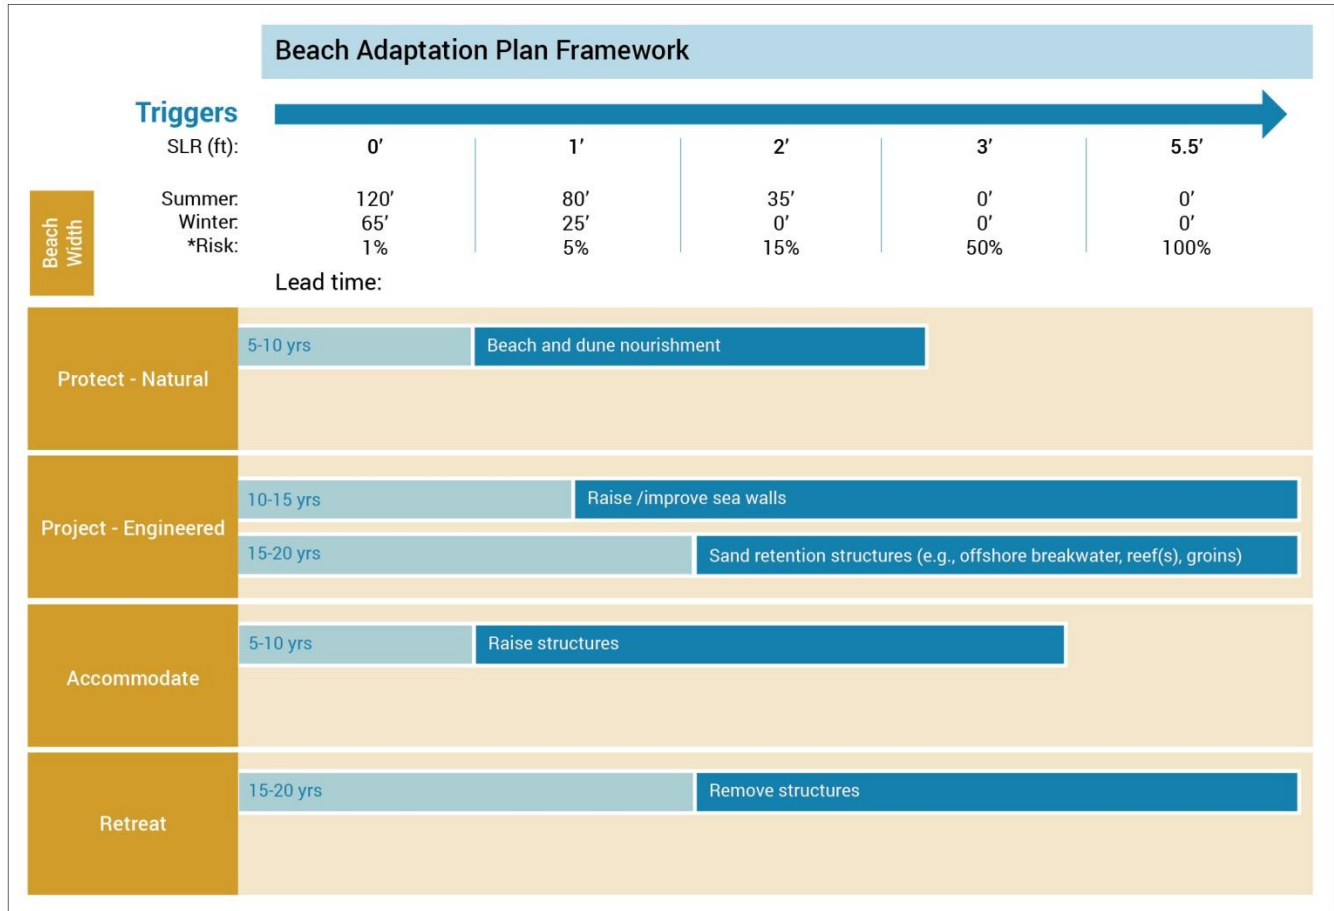 Beach Adaptation Plan Framework
Triggers
SLR (ft): 0′ 1′ 2′ 3′ 5.5′
Beach
Width
Summer: 120′ 80′ 35′ 0′ 0′
Winter: 65′ 25′ 0′ 0′ 0′
*Risk: 1% 5% 15% 50% 100%
Lead time:
Protect - Natural
5-10 yrs Beach and dune nourishment
Project - Engineered
10-15 yrs Raise /improve sea walls
15-20 yrs Sand retention structures (e.g., offshore breakwater, reef(s), groins)
Accommodate
5-10 yrs Raise structures
Retreat
15-20 yrs Remove structures